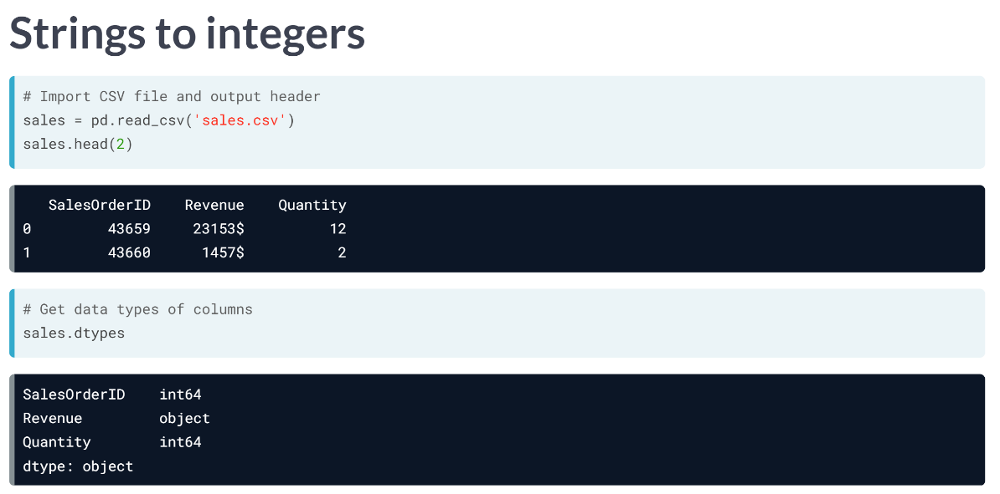 Strings to integers
# Import CSV file and output header
sales = pd.read_csv('sales.csv')
sales.head(2)
SalesOrderID Revenue Quantity
0 43659 23153$ 12
1 43660 1457$ 2
# Get data types of columns
sales.dtypes
SalesOrderID int64
Revenue object
Quantity int64
dtype: object